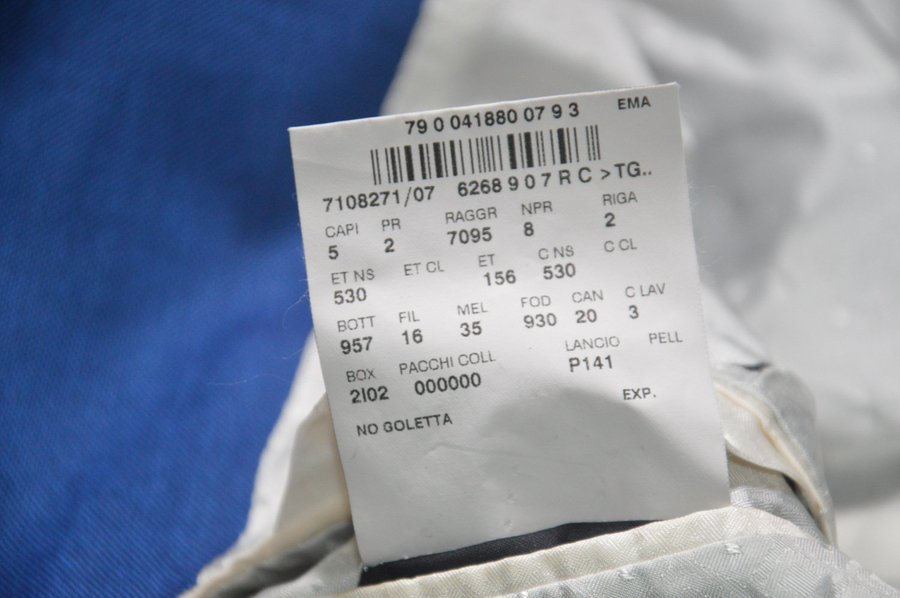 79 0 041880 0 7 9 3 EMA
7108271/07 6268 9 0 7 R C >TG..
CAPI PR RAGGR NPR RIGA
5 2 7095 8 2
ET NS ET CL ET C NS C CL
530 156 530
BOTT FIL MEL FOD CAN C LAV
957 16 35 930 20 3
BOX PACCHI COLL LANCIO PELL
2I02 000000 P141
NO GOLETTA EXP.